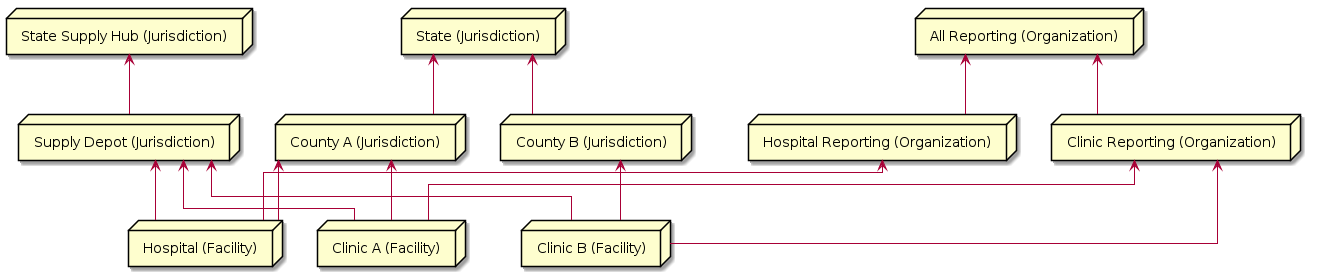 State Supply Hub (Jurisdiction)
State (Jurisdiction)
All Reporting (Organization)
Supply Depot (Jurisdiction)
County A (Jurisdiction)
County B (Jurisdiction)
Hospital Reporting (Organization)
Clinic Reporting (Organization)
Hospital (Facility)
Clinic A (Facility)
Clinic B (Facility)